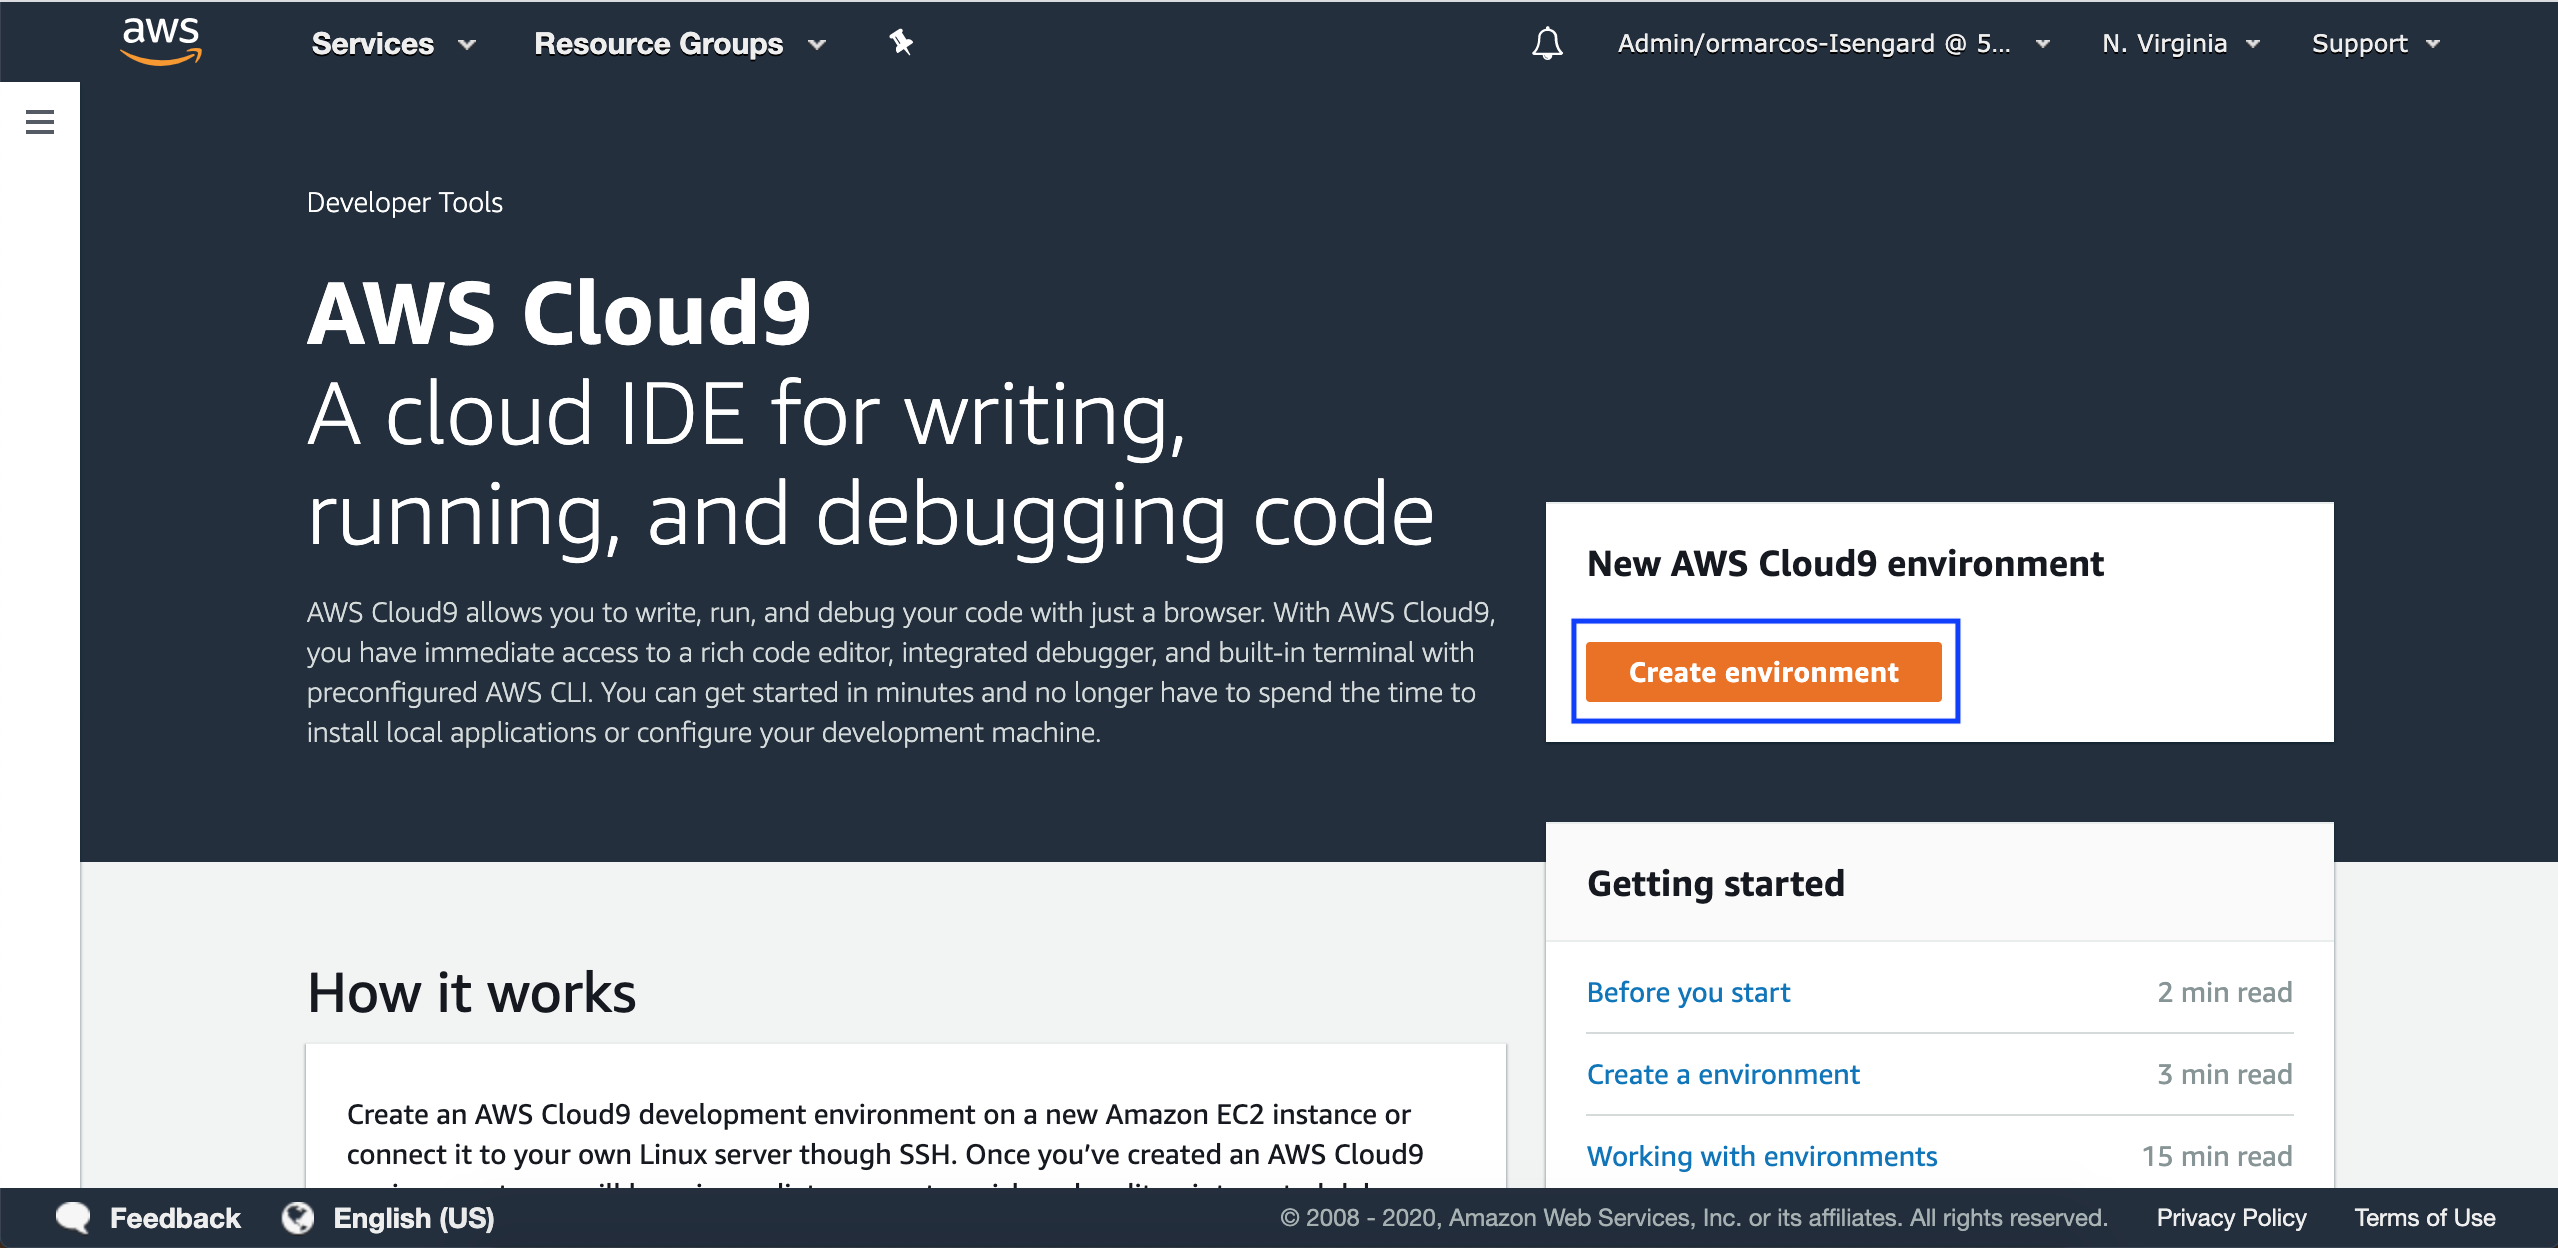 aws Services Resource Groups Admin/ormarcos-Isengard @ 5... N. Virginia Support
Developer Tools
AWS Cloud9
A cloud IDE for writing,
running, and debugging code
AWS Cloud9 allows you to write, run, and debug your code with just a browser. With AWS Cloud9,
you have immediate access to a rich code editor, integrated debugger, and built-in terminal with
preconfigured AWS CLI. You can get started in minutes and no longer have to spend the time to
install local applications or configure your development machine.
New AWS Cloud9 environment
Create environment
Getting started
Before you start 2 min read
Create a environment 3 min read
Working with environments 15 min read
How it works
Create an AWS Cloud9 development environment on a new Amazon EC2 instance or
connect it to your own Linux server though SSH. Once you've created an AWS Cloud9
Feedback English (US) © 2008 - 2020, Amazon Web Services, Inc. or its affiliates. All rights reserved. Privacy Policy Terms of Use